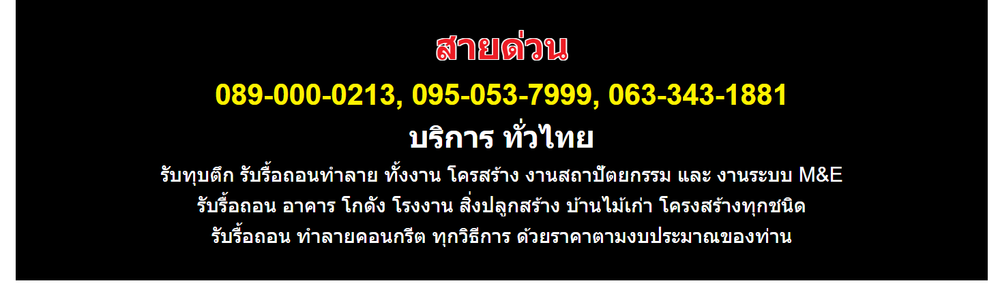 สายด่วน
089-000-0213, 095-053-7999, 063-343-1881
บริการ ทั่วไทย
รับทุบตึก รับรื้อถอนทำลาย ทั้งงาน โครสร้าง งานสถาปัตยกรรม และ งานระบบ M&E
รับรื้อถอน อาคาร โกดัง โรงงาน สิ่งปลูกสร้าง บ้านไม้เก่า โครงสร้างทุกชนิด
รับรื้อถอน ทำลายคอนกรีต ทุกวิธีการ ด้วยราคาตามงบประมาณของท่าน